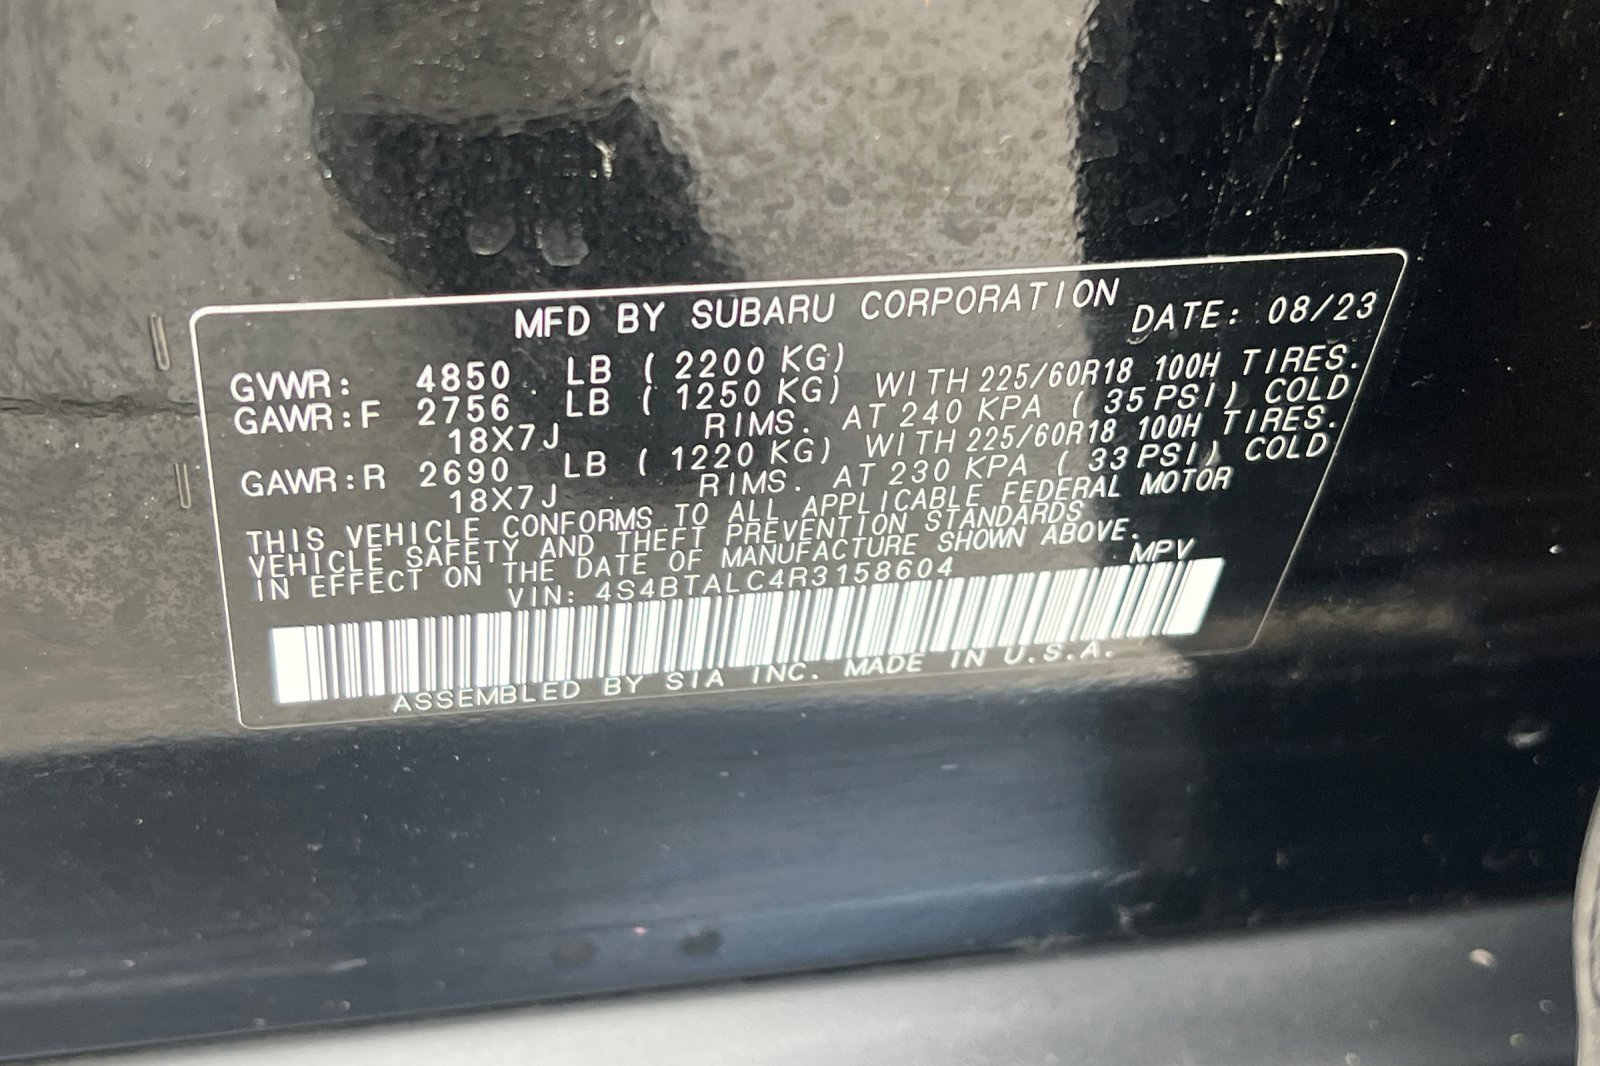 MFD BY SUBARU CORPORATION DATE: 08/23
GVWR: 4850 LB ( 2200 KG)
GAWR:F 2756 LB ( 1250 KG) WITH 225/60R18 100H TIRES.
18X7J RIMS. AT 240 KPA ( 35 PSI) COLD
GAWR:R 2690 LB ( 1220 KG) WITH 225/60R18 100H TIRES.
18X7J RIMS. AT 230 KPA ( 33 PSI) COLD
THIS VEHICLE CONFORMS TO ALL APPLICABLE FEDERAL MOTOR
VEHICLE SAFETY AND THEFT PREVENTION STANDARDS
IN EFFECT ON THE DATE OF MANUFACTURE SHOWN ABOVE.
VIN: 4S4BTALC4R3158604 MPV
ASSEMBLED BY SIA INC. MADE IN U.S.A.